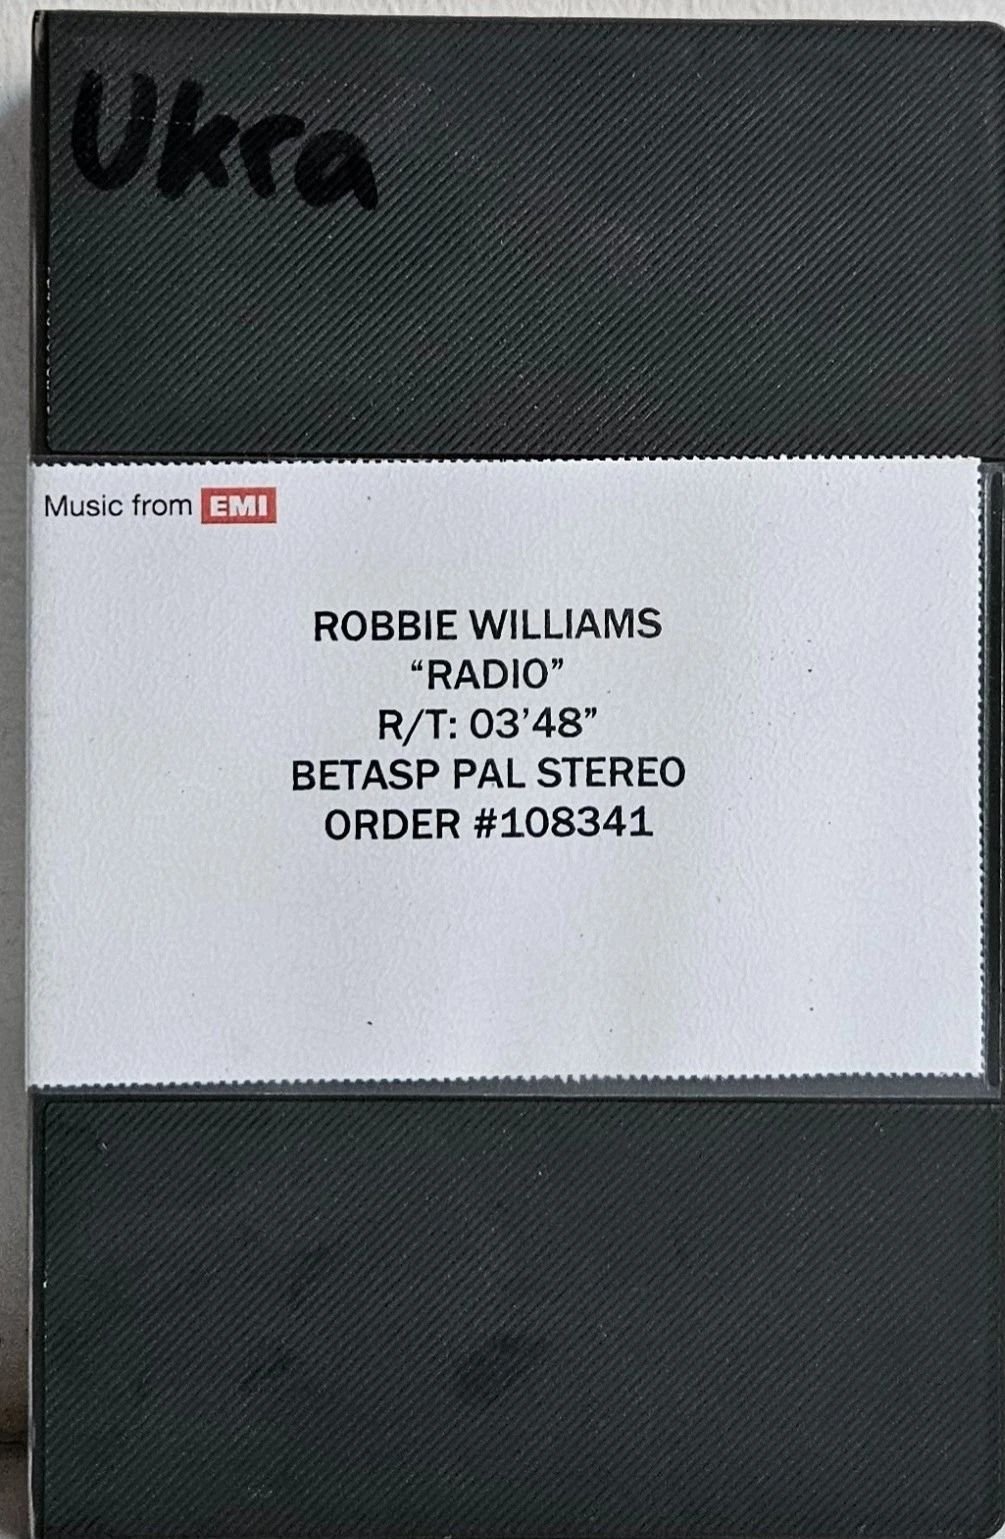 Ukra
Music from EMI
ROBBIE WILLIAMS
“RADIO”
R/T: 03’48”
BETASP PAL STEREO
ORDER #108341